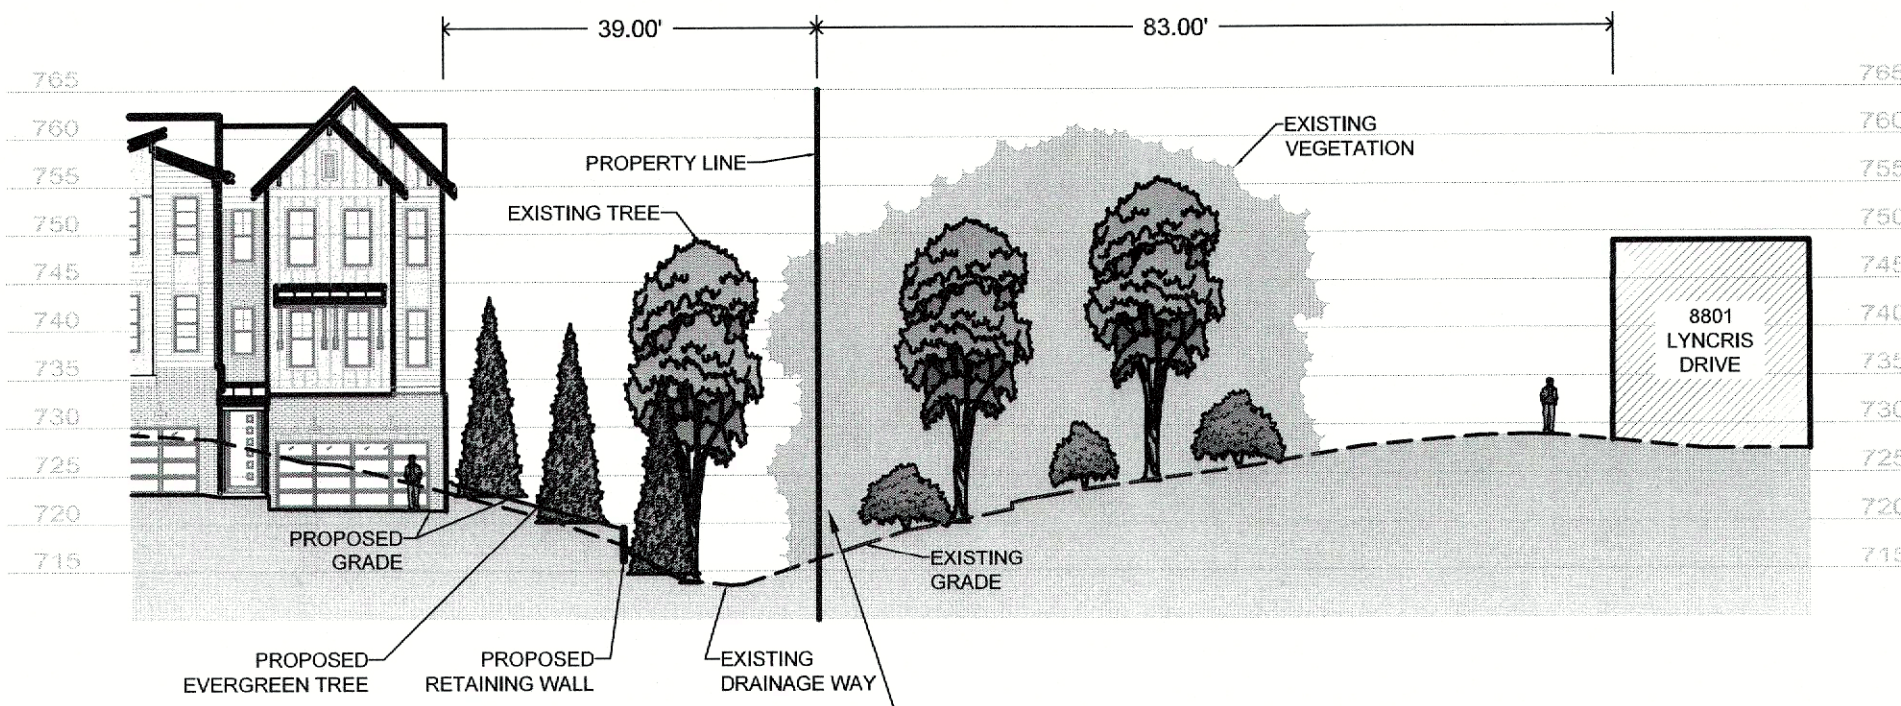 39.00'
83.00'
765
765
760
760
755
755
750
750
745
745
740
740
735
735
730
730
725
725
720
720
715
715
EXISTING
VEGETATION
PROPERTY LINE
EXISTING TREE
8801
LYNCRIS
DRIVE
PROPOSED
GRADE
EXISTING
GRADE
PROPOSED
EVERGREEN TREE
PROPOSED
RETAINING WALL
EXISTING
DRAINAGE WAY